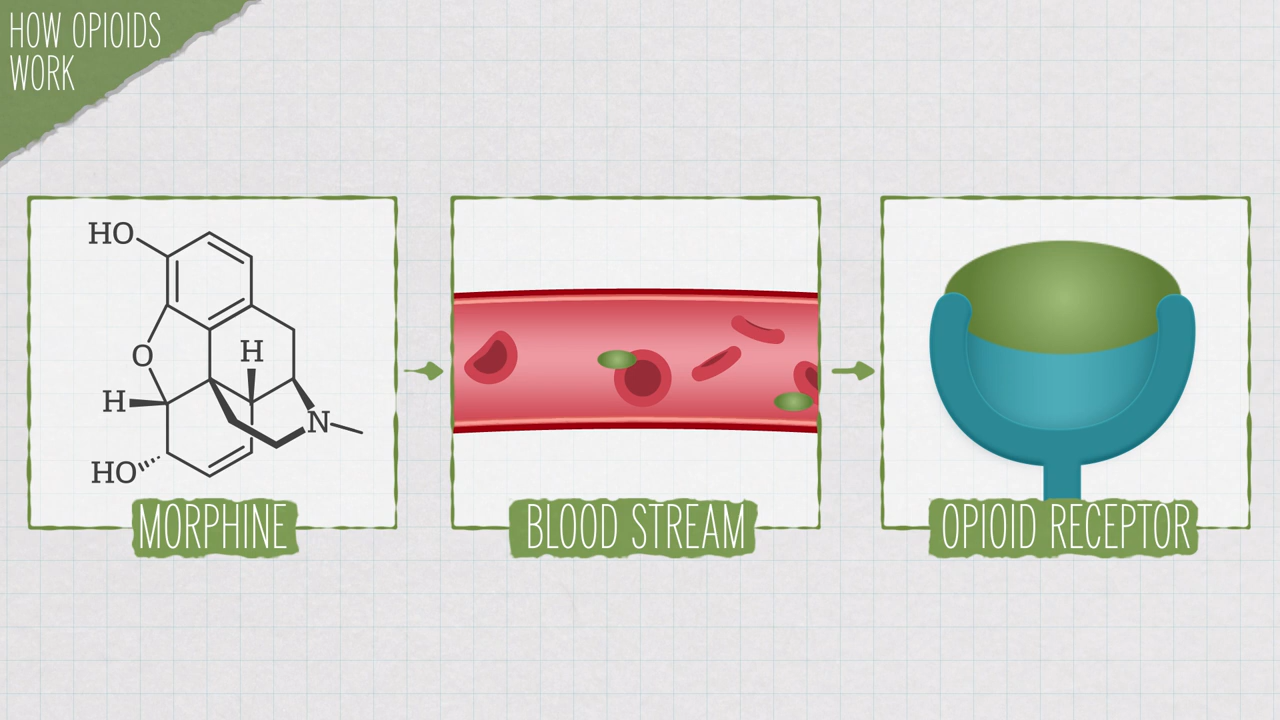 HOW OPIOIDS
WORK
HO
O
H
H
N
HO
MORPHINE
BLOOD STREAM
OPIOID RECEPTOR